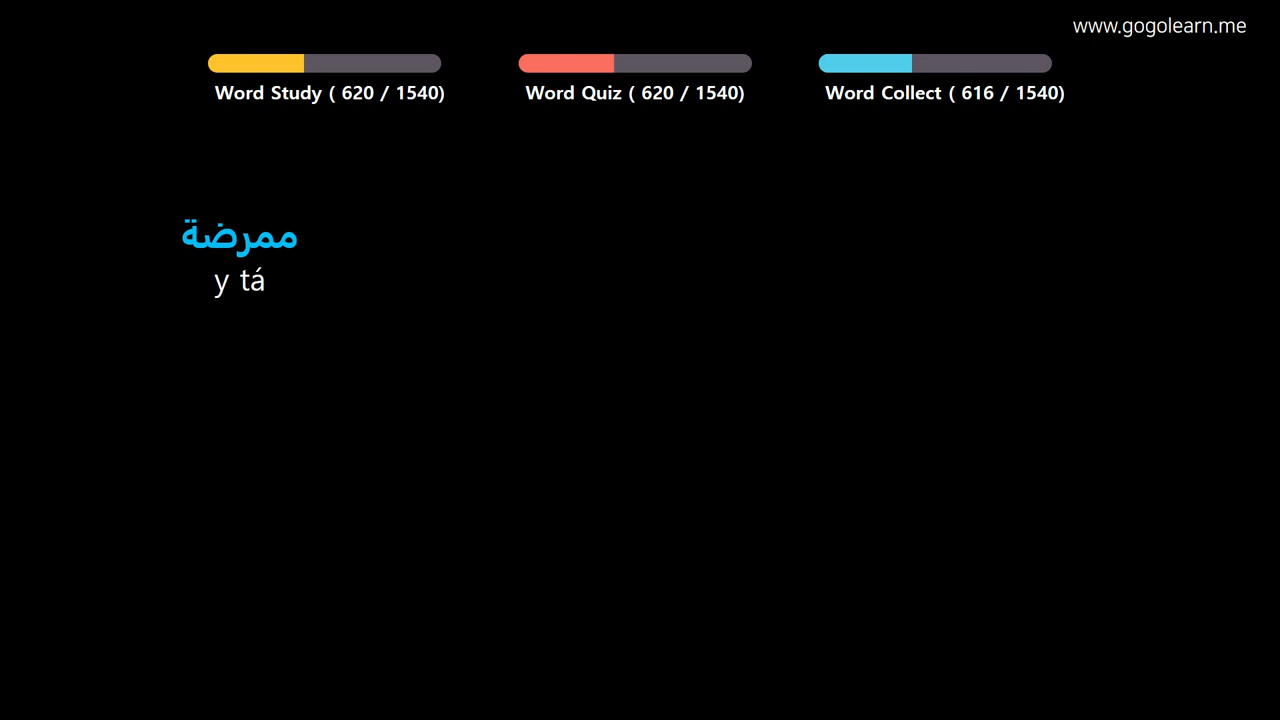 www.gogolearn.me
Word Study ( 620 / 1540)
Word Quiz ( 620 / 1540)
Word Collect ( 616 / 1540)
ممرضة
y tá